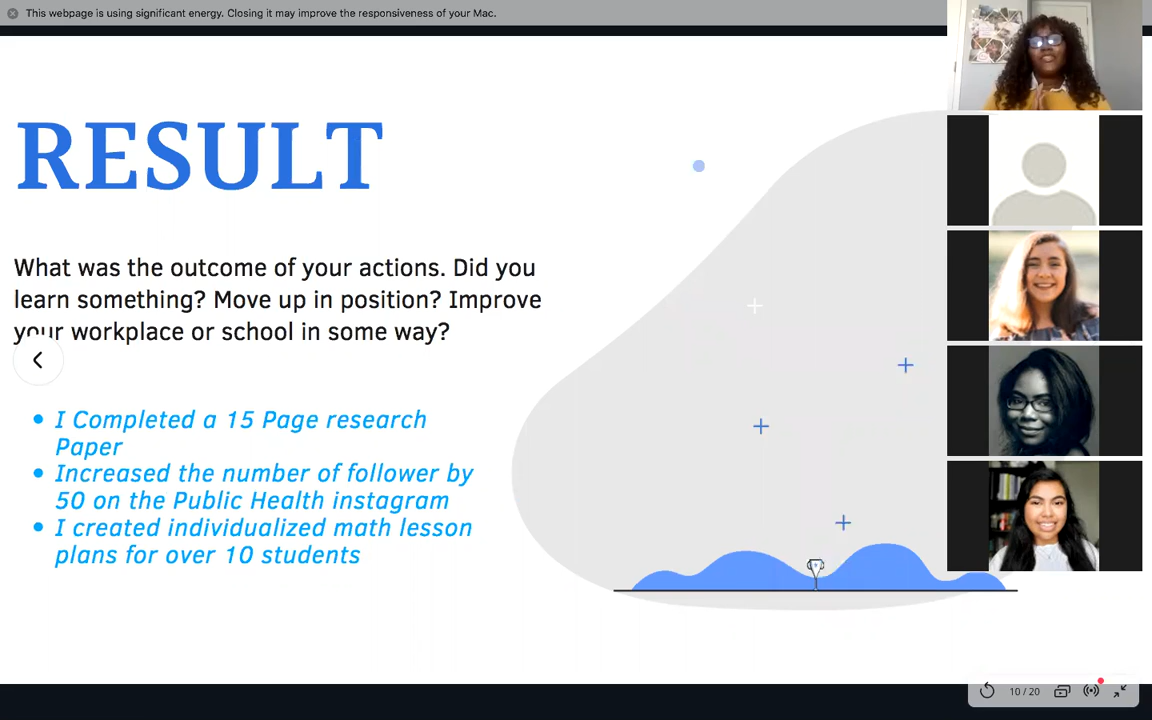 This webpage is using significant energy. Closing it may improve the responsiveness of your Mac.
RESULT
What was the outcome of your actions. Did you
learn something? Move up in position? Improve
your workplace or school in some way?
I Completed a 15 Page research
Paper
Increased the number of follower by
50 on the Public Health instagram
I created individualized math lesson
plans for over 10 students
10 / 20